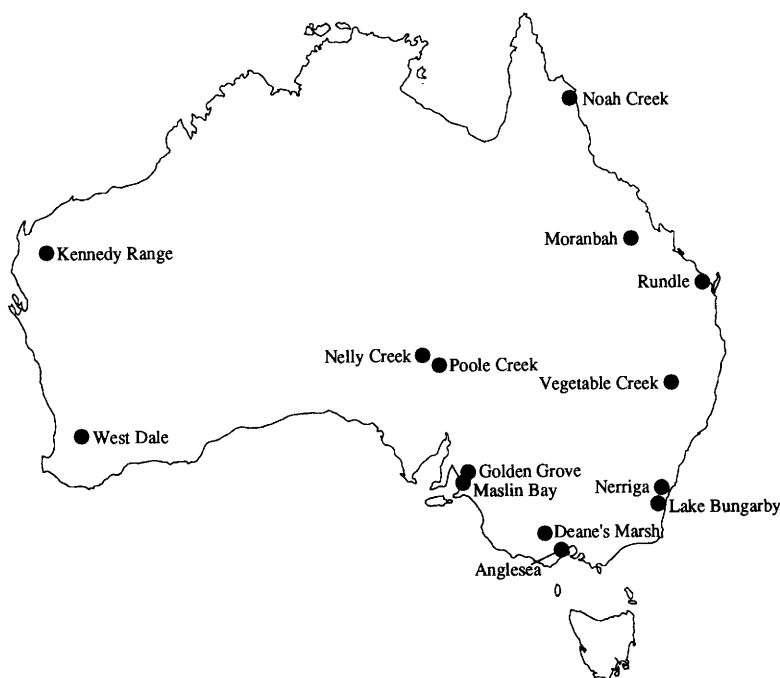 Noah Creek
Moranbah
Kennedy Range
Rundle
Nelly Creek
Poole Creek
Vegetable Creek
West Dale
Golden Grove
Maslin Bay
Nerriga
Lake Bungarby
Deane's Marsh
Anglesea